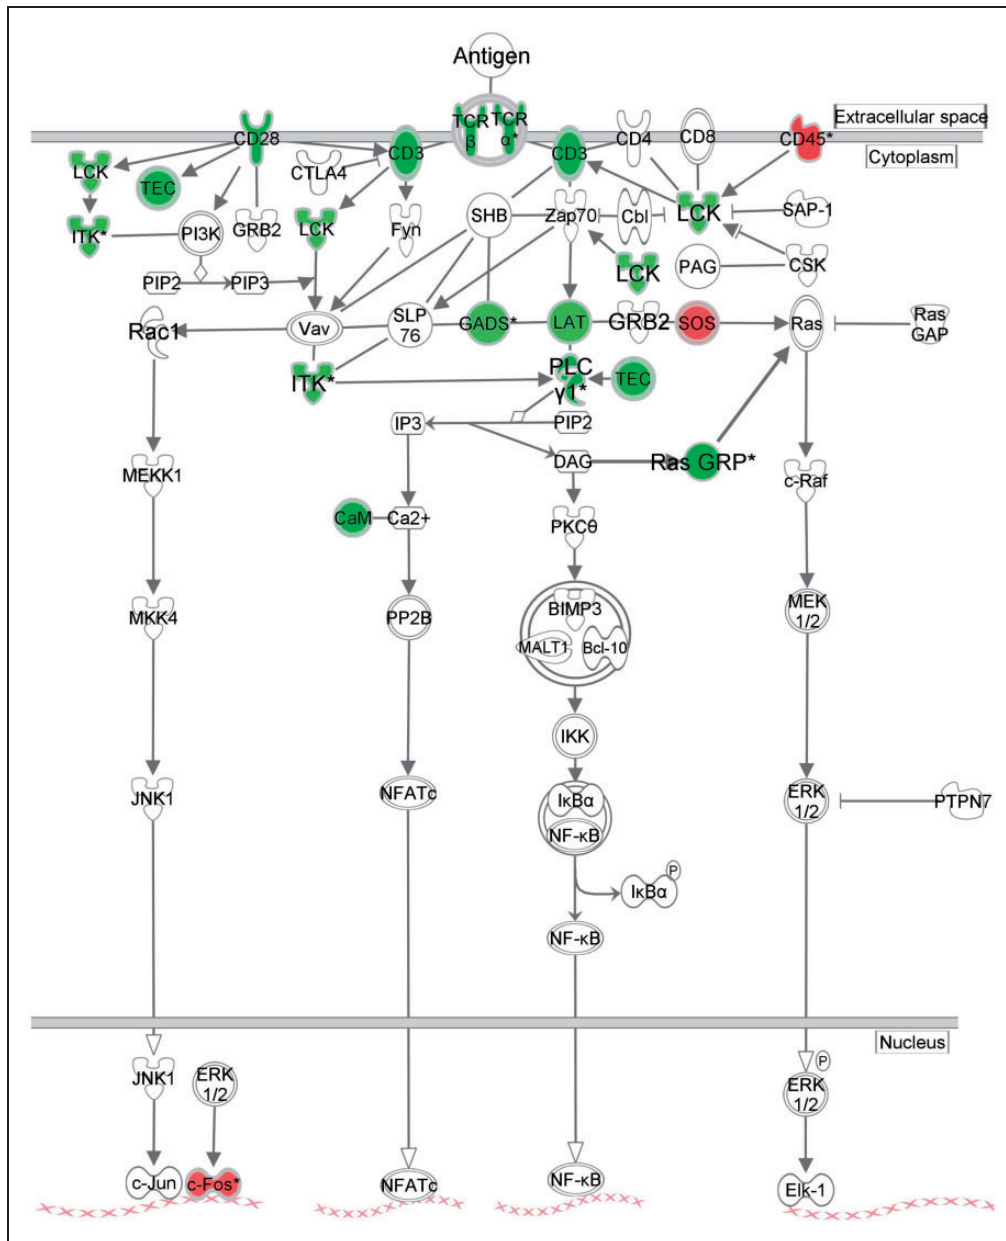 Antigen
Extracellular space
Cytoplasm
TCR β
TCR α*
CD28
CD3
CD3
CD4
CD8
CD45*
LCK
TEC
CTLA4
ITK*
PI3K
GRB2
LCK
Fyn
SHB
Zap70
Cbl
LCK
SAP-1
LCK
PAG
CSK
PIP2
PIP3
Rac1
Vav
SLP 76
GADS*
LAT
GRB2
SOS
Ras
Ras GAP
ITK*
PLC γ1*
TEC
IP3
PIP2
DAG
Ras GRP*
MEKK1
c-Raf
CaM
Ca2+
PKCθ
MKK4
PP2B
BIMP3
MALT1
Bcl-10
MEK 1/2
IKK
JNK1
NFATc
IκBα
NF-κB
ERK 1/2
PTPN7
P
IκBα
NF-κB
Nucleus
JNK1
ERK 1/2
P
ERK 1/2
c-Jun
c-Fos*
NFATc
NF-κB
Elk-1